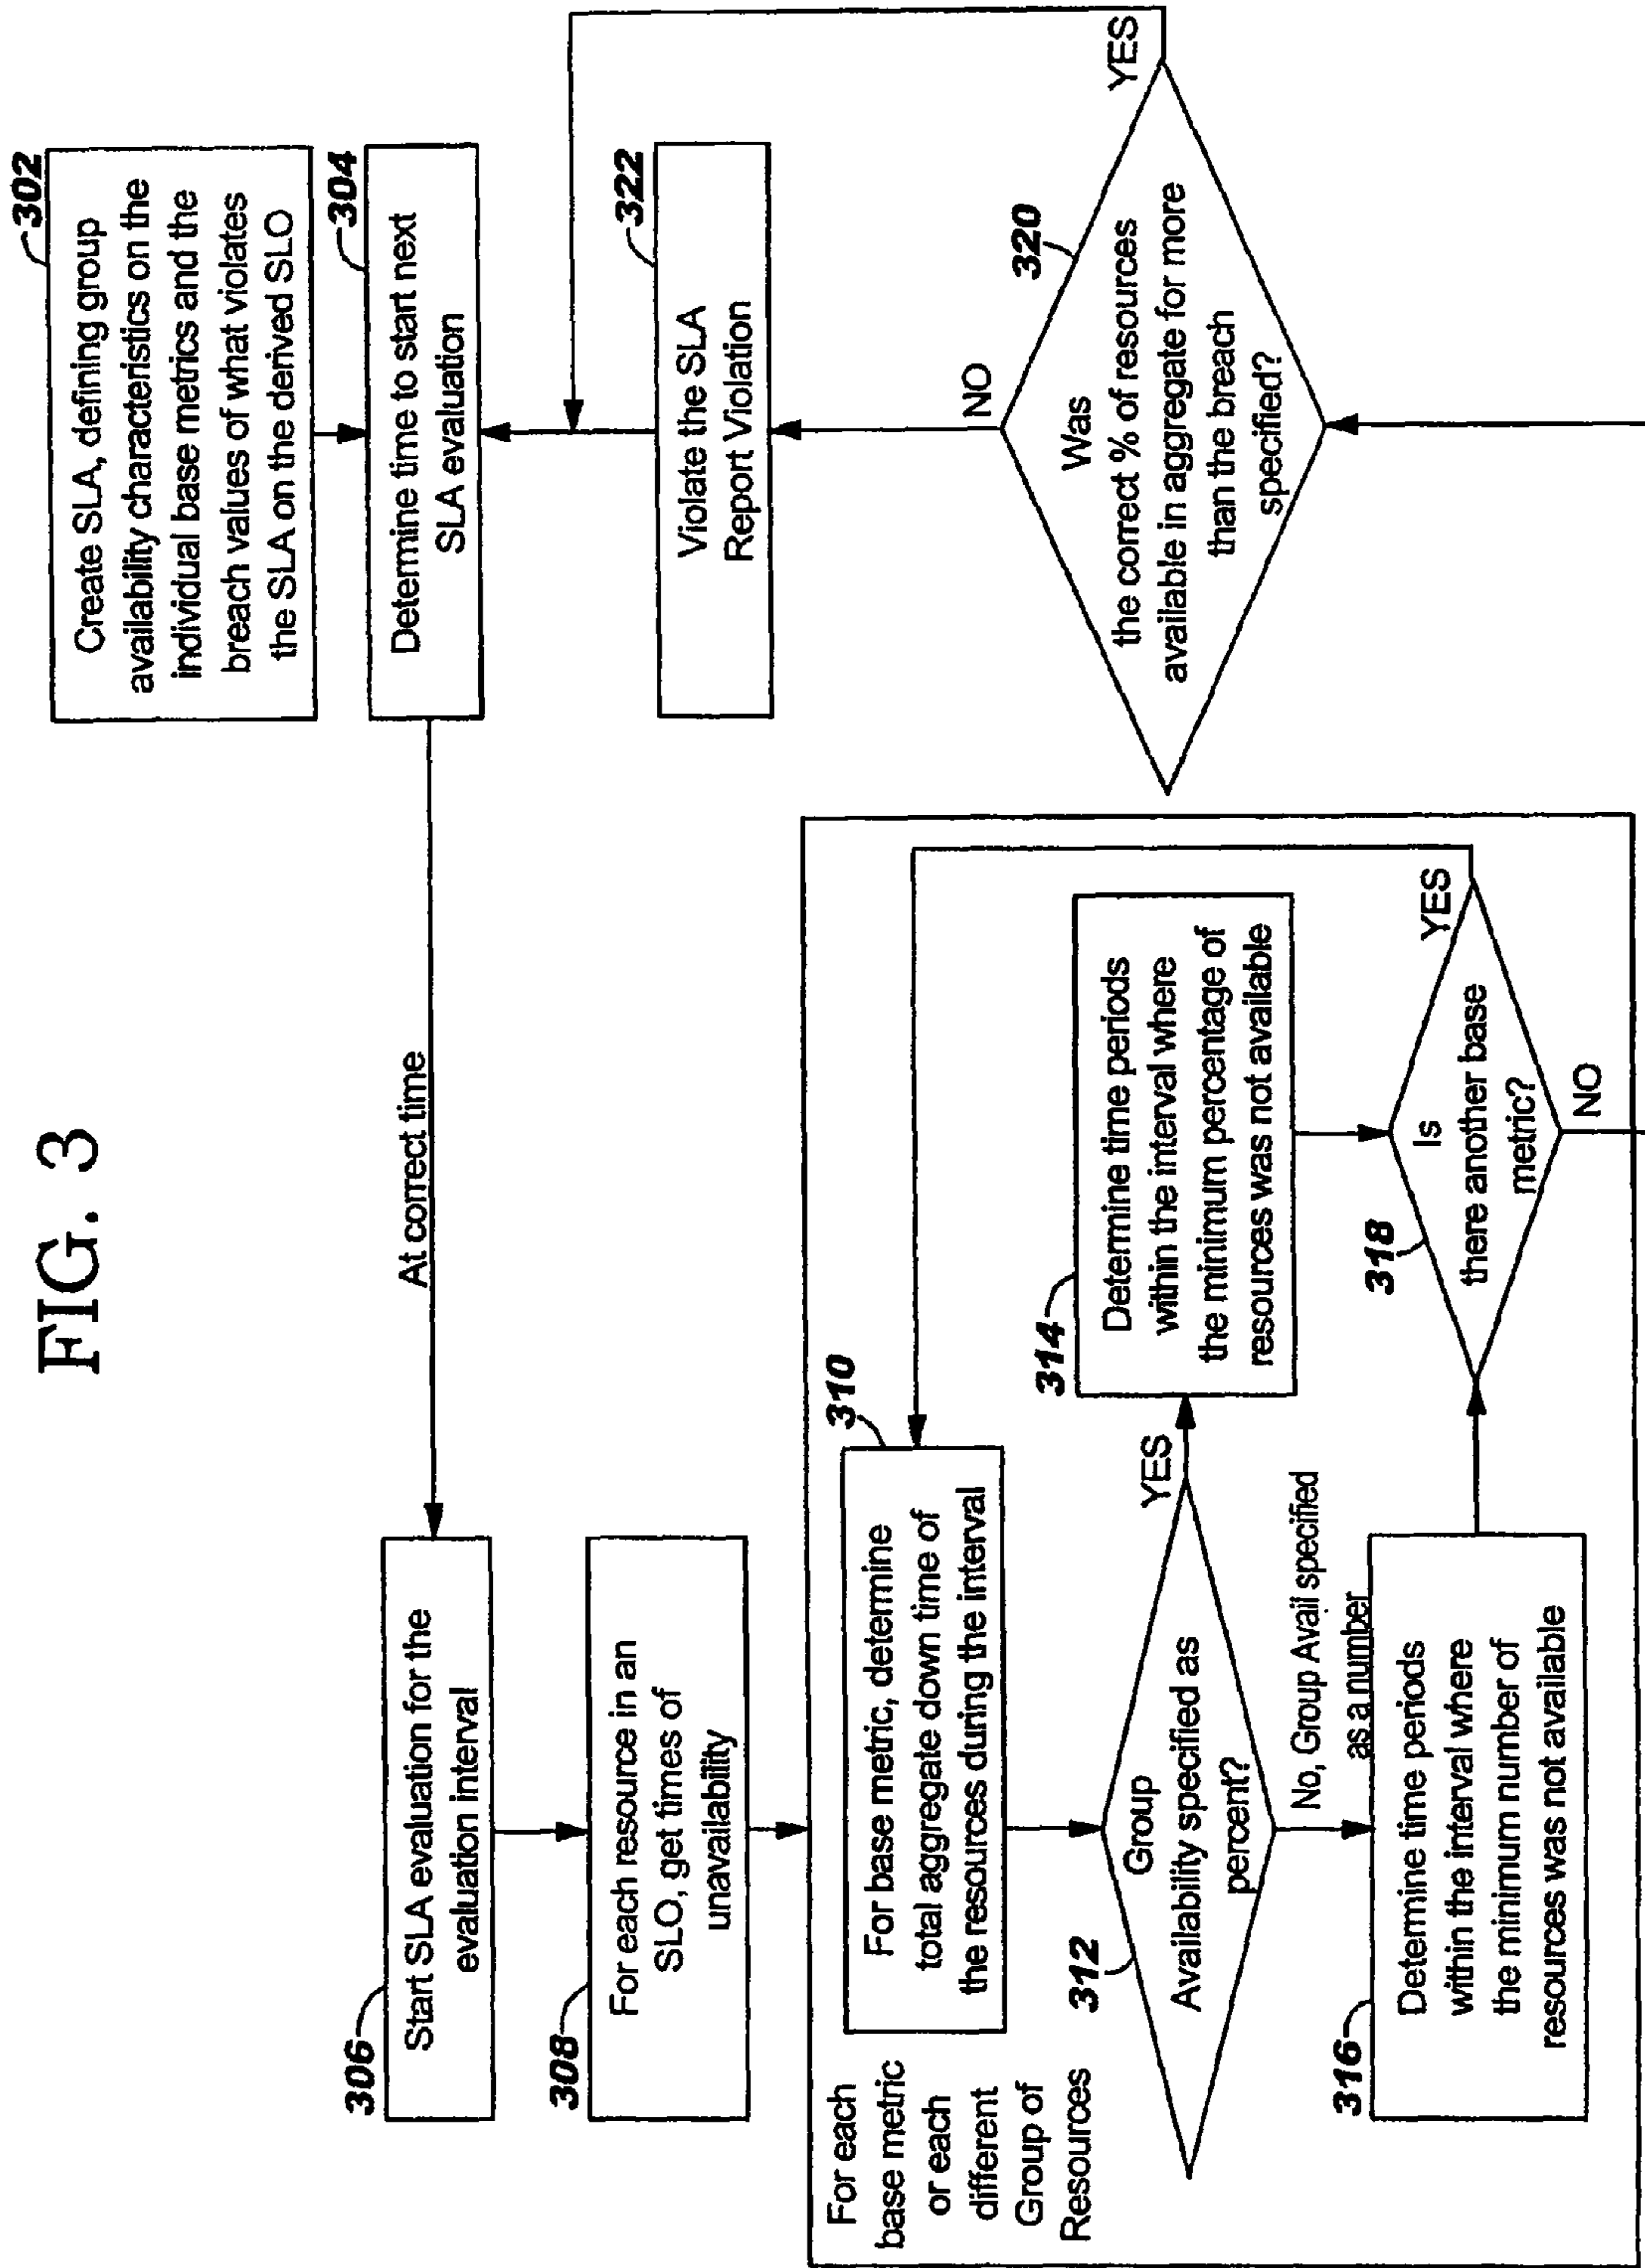 FIG. 3
302
Create SLA, defining group
availability characteristics on the
individual base metrics and the
breach values of what violates
the SLA on the derived SLO
304
Determine time to start next
SLA evaluation
At correct time
306
Start SLA evaluation for the
evaluation interval
308
For each resource in an
SLO, get times of
unavailability
For each
base metric
or each
different
Group of
Resources
310
For base metric, determine
total aggregate down time of
the resources during the interval
312
Group
Availability specified as
percent?
YES
No, Group Avail specified
as a number
314
Determine time periods
within the interval where
the minimum percentage of
resources was not available
316
Determine time periods
within the interval where
the minimum number of
resources was not available
318
Is
there another base
metric?
YES
NO
320
Was
the correct % of resources
available in aggregate for more
than the breach
specified?
YES
NO
322
Violate the SLA
Report Violation